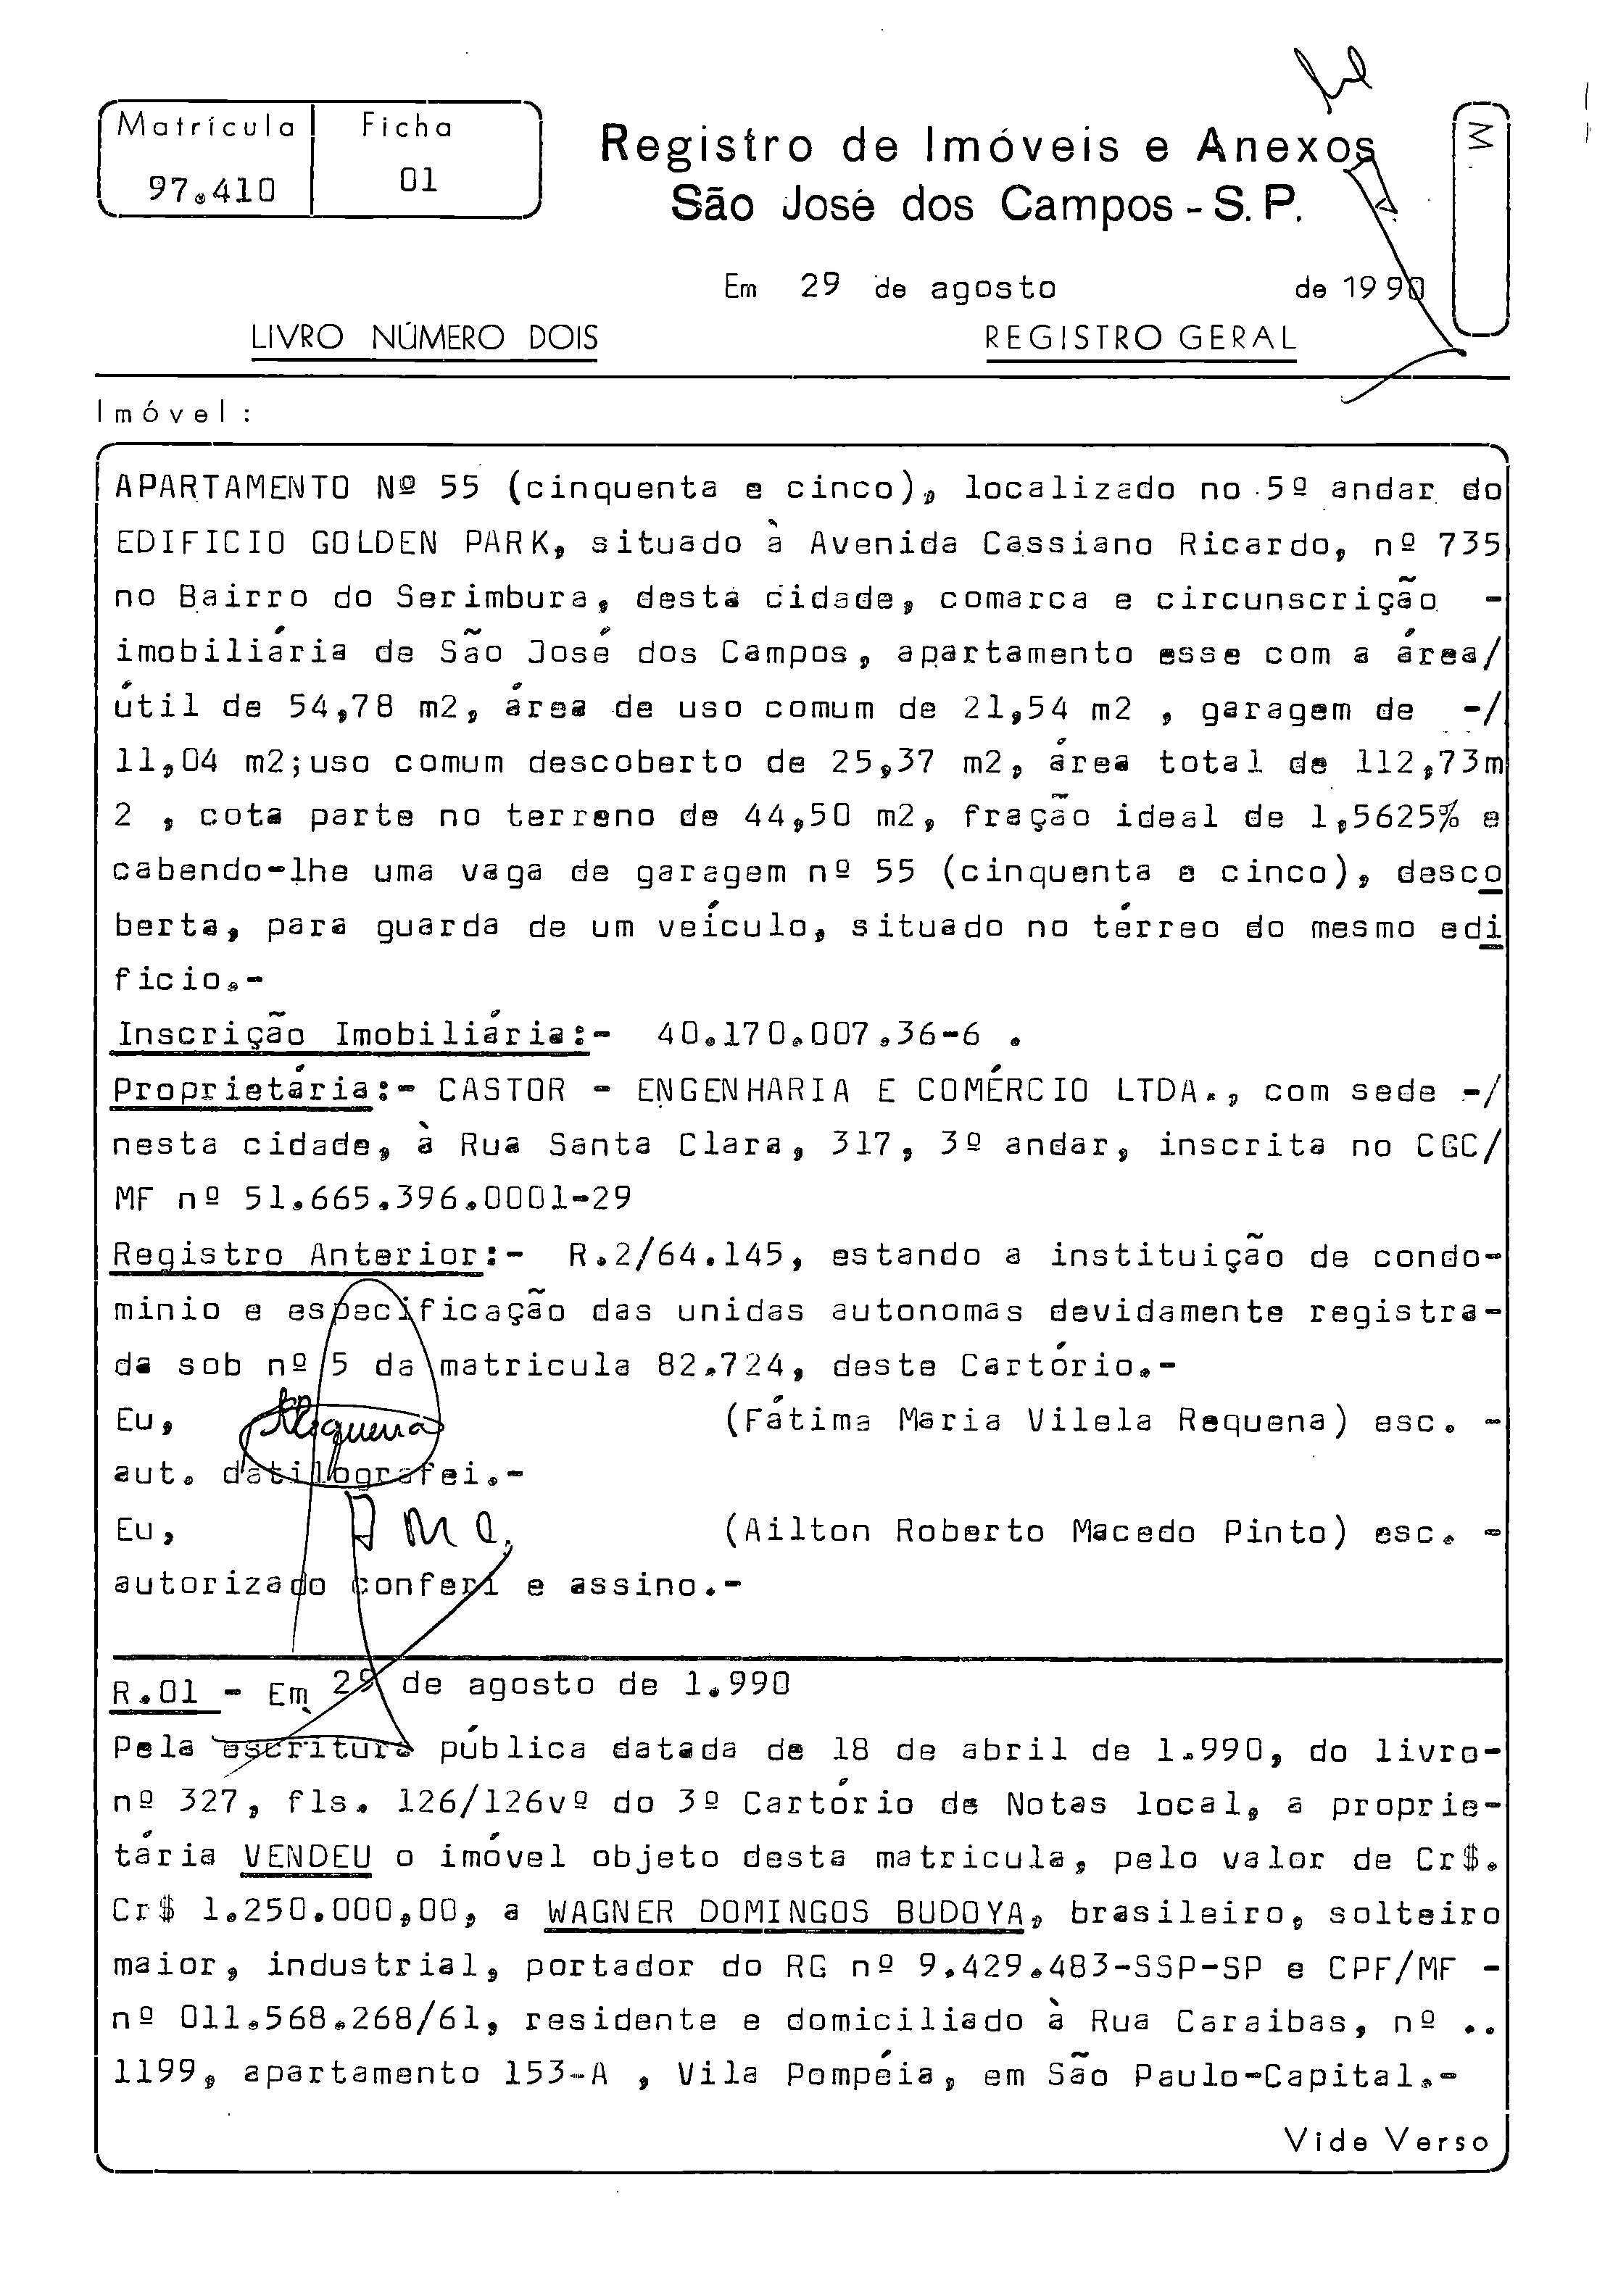 Matrícula Ficha
97.410 01
Registro de Imóveis e Anexos
São José dos Campos - S.P.
M.
Em 29 de agosto de 1990
LIVRO NÚMERO DOIS REGISTRO GERAL
Imóvel:
APARTAMENTO Nº 55 (cinquenta e cinco), localizado no 5º andar do
EDIFICIO GOLDEN PARK, situado à Avenida Cassiano Ricardo, nº 735
no Bairro do Serimbura, desta cidade, comarca e circunscrição -
imobiliária de São José dos Campos, apartamento esse com a área/
útil de 54,78 m2, área de uso comum de 21,54 m2 , garagem de -/
11,04 m2;uso comum descoberto de 25,37 m2, área total de 112,73m
2 , cota parte no terreno de 44,50 m2, fração ideal de 1,5625% e
cabendo-lhe uma vaga de garagem nº 55 (cinquenta e cinco), desco
berta, para guarda de um veículo, situado no térreo do mesmo edi
ficio.-
Inscrição Imobiliária:- 40.170.007.36-6 .
Proprietária:- CASTOR - ENGENHARIA E COMÉRCIO LTDA., com sede -/
nesta cidade, à Rua Santa Clara, 317, 3º andar, inscrita no CGC/
MF nº 51.665.396.0001-29
Registro Anterior:- R.2/64.145, estando a instituição de condo-
minio e especificação das unidas autonomas devidamente registra-
da sob nº 5 da matricula 82.724, deste Cartório.-
Eu, (Fátima Maria Vilela Requena) esc. -
aut. datilografei.-
Eu, (Ailton Roberto Macedo Pinto) esc. -
autorizado conferi e assino.-
R.01 - Em 29 de agosto de 1.990
Pela escritura pública datada de 18 de abril de 1.990, do livro-
nº 327, fls. 126/126vº do 3º Cartório de Notas local, a proprie-
tária VENDEU o imóvel objeto desta matricula, pelo valor de Cr$.
Cr$ 1.250.000,00, a WAGNER DOMINGOS BUDOYA, brasileiro, solteiro
maior, industrial, portador do RG nº 9.429.483-SSP-SP e CPF/MF -
nº 011.568.268/61, residente e domiciliado à Rua Caraibas, nº ..
1199, apartamento 153-A , Vila Pompéia, em São Paulo-Capital.-
Vide Verso